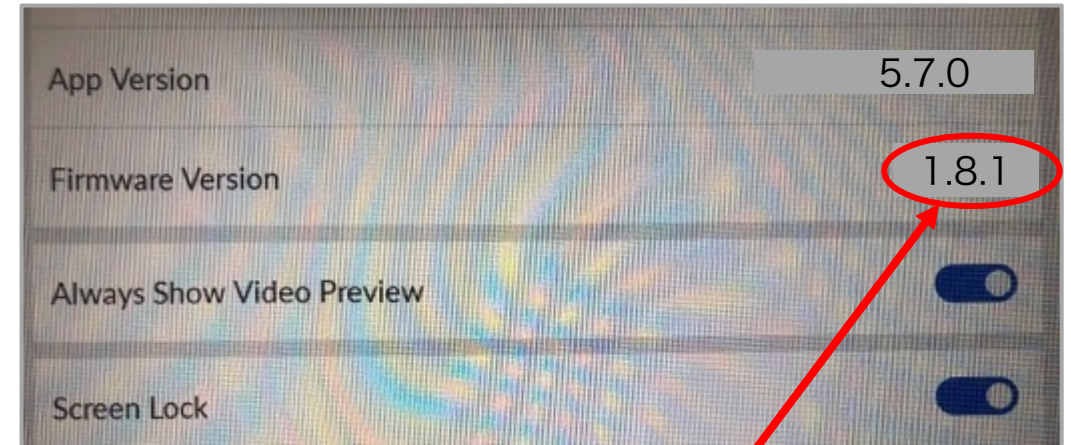 App Version 5.7.0
Firmware Version 1.8.1
Always Show Video Preview
Screen Lock